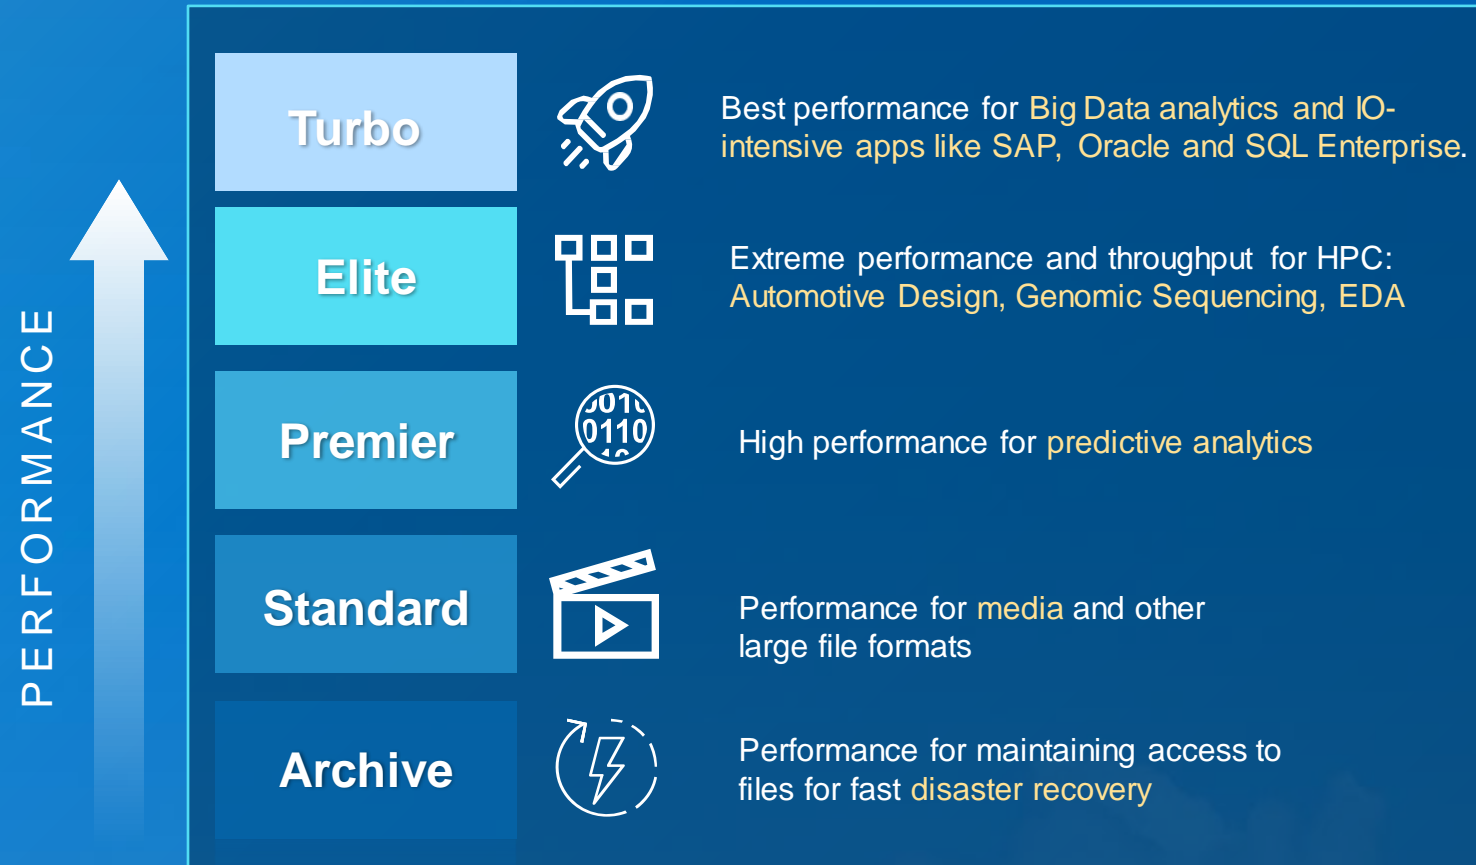 PERFORMANCE
Turbo
Best performance for Big Data analytics and IO-
intensive apps like SAP, Oracle and SQL Enterprise.
Elite
Extreme performance and throughput for HPC:
Automotive Design, Genomic Sequencing, EDA
Premier
0110
High performance for predictive analytics
Standard
Performance for media and other
large file formats
Archive
Performance for maintaining access to
files for fast disaster recovery